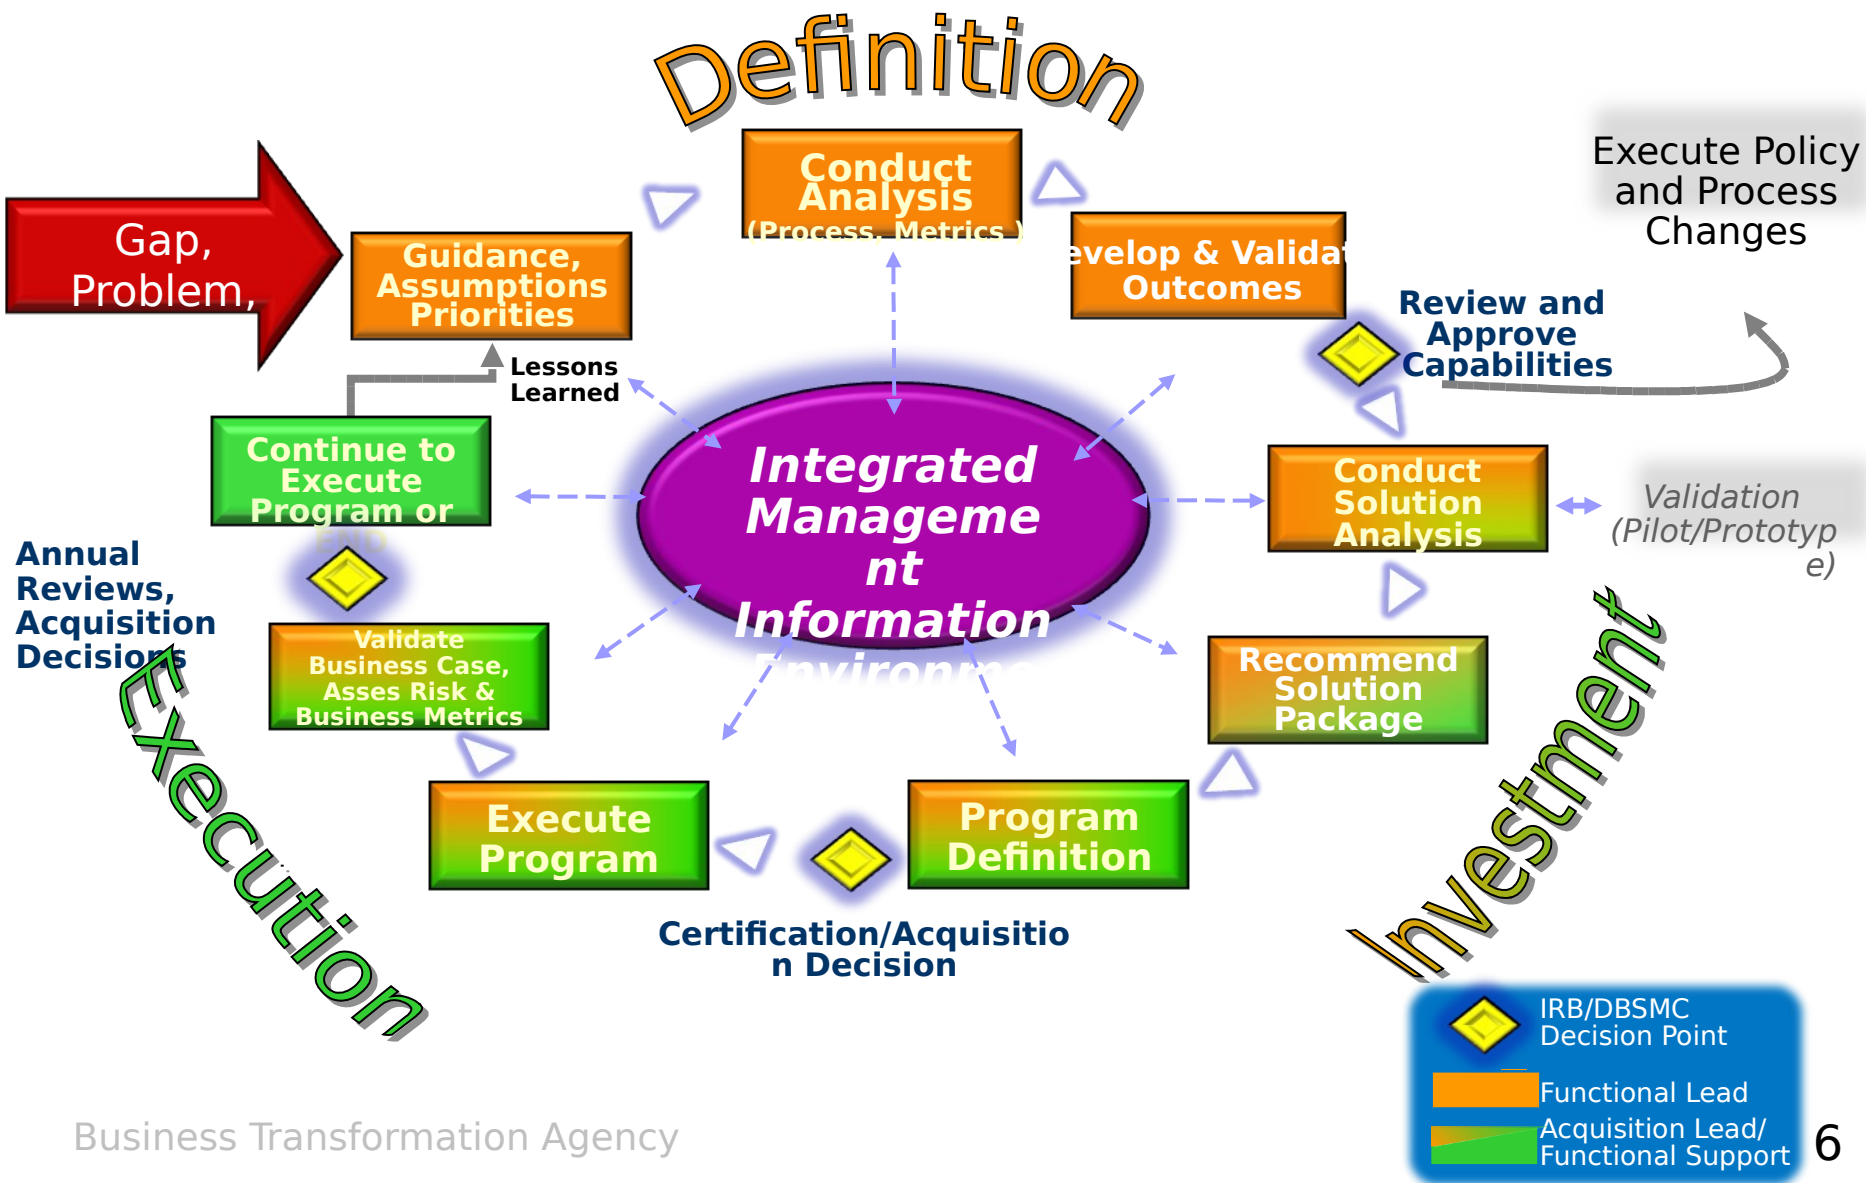 Definition
Conduct
Analysis
(Process, Metrics )
Execute Policy
and Process
Changes
Gap,
Problem,
Guidance,
Assumptions
Priorities
evelop & Validat
Outcomes
Review and
Approve
Capabilities
Lessons
Learned
Continue to
Execute
Program or
END
Integrated
Manageme
nt
Information
Environme
Conduct
Solution
Analysis
Validation
(Pilot/Prototyp
e)
Annual
Reviews,
Acquisition
Decisions
Validate
Business Case,
Asses Risk &
Business Metrics
Recommend
Solution
Package
Execution
Investment
Execute
Program
Program
Definition
Certification/Acquisitio
n Decision
IRB/DBSMC
Decision Point
Functional Lead
Acquisition Lead/
Functional Support
Business Transformation Agency
6